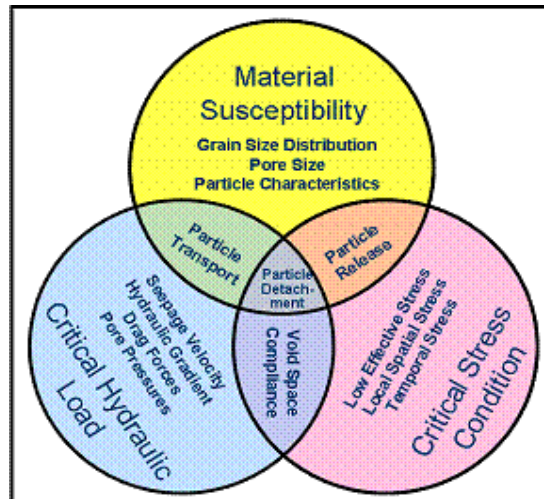 Material
Susceptibility
Grain Size Distribution
Pore Size
Particle Characteristics
Particle
Transport
Particle
Release
Particle
Detach-
ment
Seepage Velocity
Hydraulic Gradient
Drag Forces
Pore Pressures
Critical Hydraulic
Load
Void Space
Compliance
Low Effective Stress
Local Spatial Stress
Temporal Stress
Critical Stress
Condition